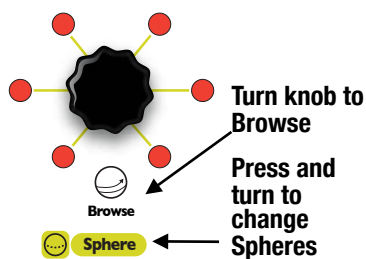 Turn knob to
Browse
Press and
turn to
change
Spheres
Browse
Sphere